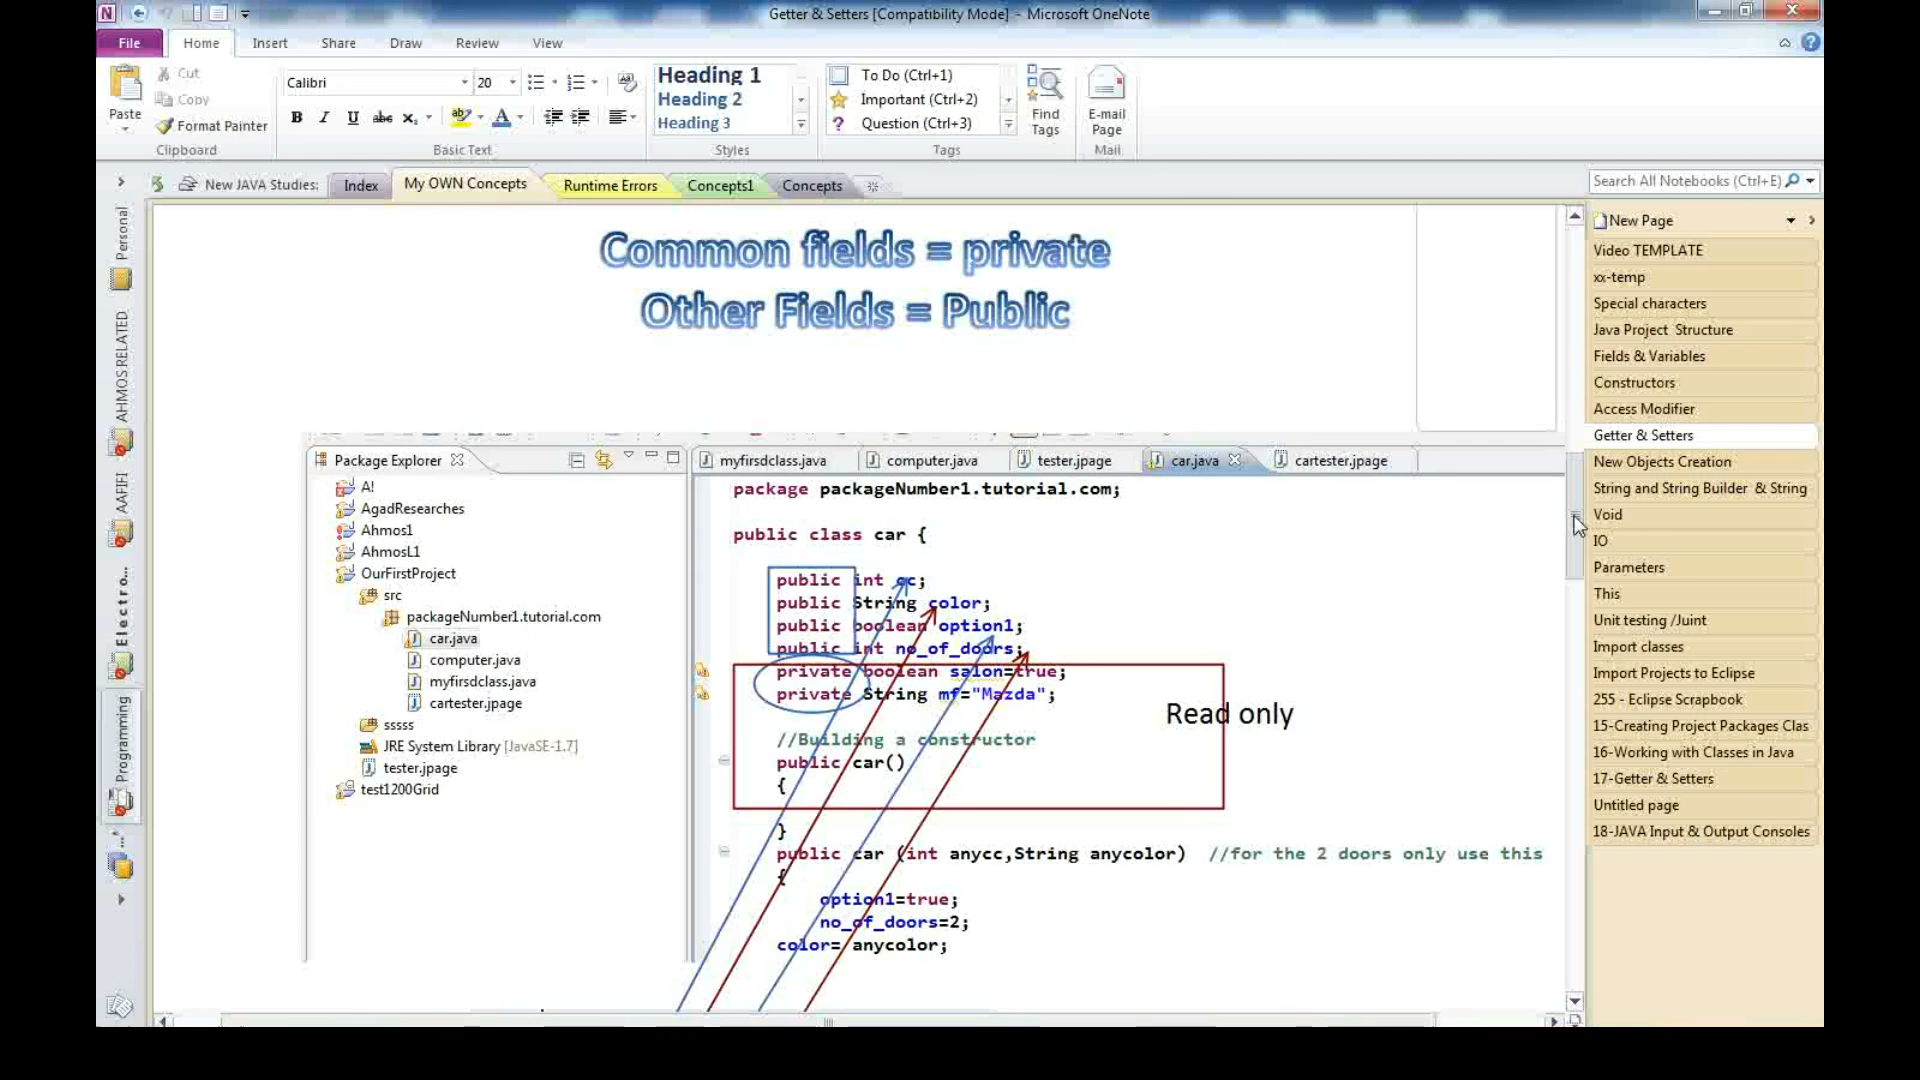 Getter & Setters [Compatibility Mode] - Microsoft OneNote
File Home Insert Share Draw Review View
Paste
Cut
Copy
Format Painter
Clipboard
Calibri 20
B I U abc
Basic Text
Heading 1
Heading 2
Heading 3
Styles
To Do (Ctrl+1)
Important (Ctrl+2)
Question (Ctrl+3)
Tags
Find
Tags
E-mail
Page
Mail
New JAVA Studies: Index My OWN Concepts Runtime Errors Concepts1 Concepts
Search All Notebooks (Ctrl+E)
Personal
AHMOS RELATED
AAFIFI
Electro...
Programming
Common fields = private
Other Fields = Public
Package Explorer
A!
AgadResearches
Ahmos1
AhmosL1
OurFirstProject
src
packageNumber1.tutorial.com
car.java
computer.java
myfirsdclass.java
cartester.jpage
sssss
JRE System Library [JavaSE-1.7]
tester.jpage
test1200Grid
myfirsdclass.java computer.java tester.jpage car.java cartester.jpage
package packageNumber1.tutorial.com;
public class car {
public int cc;
public String color;
public boolean option1;
public int no_of_doors;
private boolean salon=true;
private String mf="Mazda";
Read only
//Building a constructor
public car()
{
}
public car (int anycc,String anycolor) //for the 2 doors only use this
{
option1=true;
no_of_doors=2;
color= anycolor;
New Page
Video TEMPLATE
xx-temp
Special characters
Java Project Structure
Fields & Variables
Constructors
Access Modifier
Getter & Setters
New Objects Creation
String and String Builder & String
Void
IO
Parameters
This
Unit testing /Juint
Import classes
Import Projects to Eclipse
255 - Eclipse Scrapbook
15-Creating Project Packages Clas
16-Working with Classes in Java
17-Getter & Setters
Untitled page
18-JAVA Input & Output Consoles